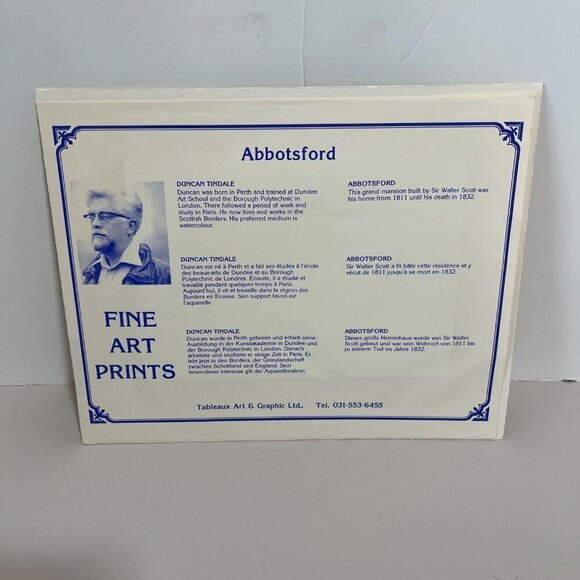 Abbotsford
DUNCAN TINDALE
Duncan was born in Perth and trained at Dundee
Art School and the Borough Polytechnic in
London. There followed a period of work and
study in Paris. He now lives and works in the
Scottish Borders. His preferred medium is
watercolour.
ABBOTSFORD
This grand mansion built by Sir Walter Scott was
his home from 1811 until his death in 1832.
DUNCAN TINDALE
Duncan est né à Perth et a fait ses études à l'école
des beaux-arts de Dundee et au Borough
Polytechnic de Londres. Ensuite, il a étudié et
travaillé pendant quelques temps à Paris.
Aujourd'hui, il vit et travaille dans la région des
Borders en Ecosse. Son support favori est
l'aquarelle.
ABBOTSFORD
Sir Walter Scott a fit bâtir cette résidence et y
vécut de 1811 jusqu'à sa mort en 1832.
FINE
ART
PRINTS
DUNCAN TINDALE
Duncan wurde in Perth geboren und erhielt seine
Ausbildung in der Kunstakademie in Dundee und
der Borough Polytechnic in London. Danach
arbeitete und studierte er einige Zeit in Paris. Er
lebt jetzt in den Borders, der Grenzlandschaft
zwischen Schottland und England. Sein
besonderes Interesse gilt der Aquarellmalerei.
ABBOTSFORD
Dieses große Herrenhaus wurde von Sir Walter
Scott gebaut und war sein Wohnort von 1811 bis
zu seinem Tod im Jahre 1832.
Tableaux Art & Graphic Ltd., Tel. 031-553-6455